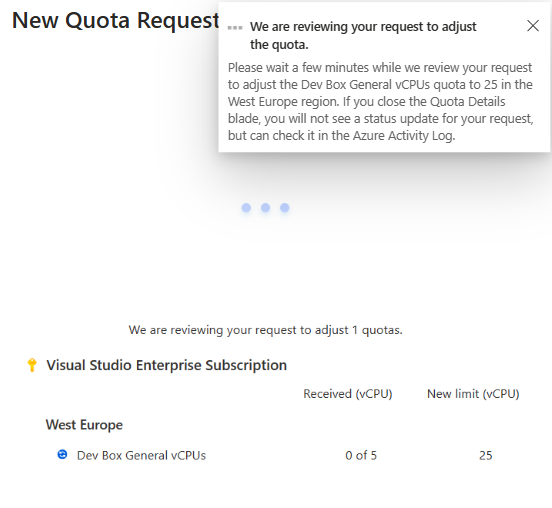 New Quota Request
We are reviewing your request to adjust
the quota.
Please wait a few minutes while we review your request
to adjust the Dev Box General vCPUs quota to 25 in the
West Europe region. If you close the Quota Details
blade, you will not see a status update for your request,
but can check it in the Azure Activity Log.
We are reviewing your request to adjust 1 quotas.
Visual Studio Enterprise Subscription
Received (vCPU) New limit (vCPU)
West Europe
Dev Box General vCPUs 0 of 5 25